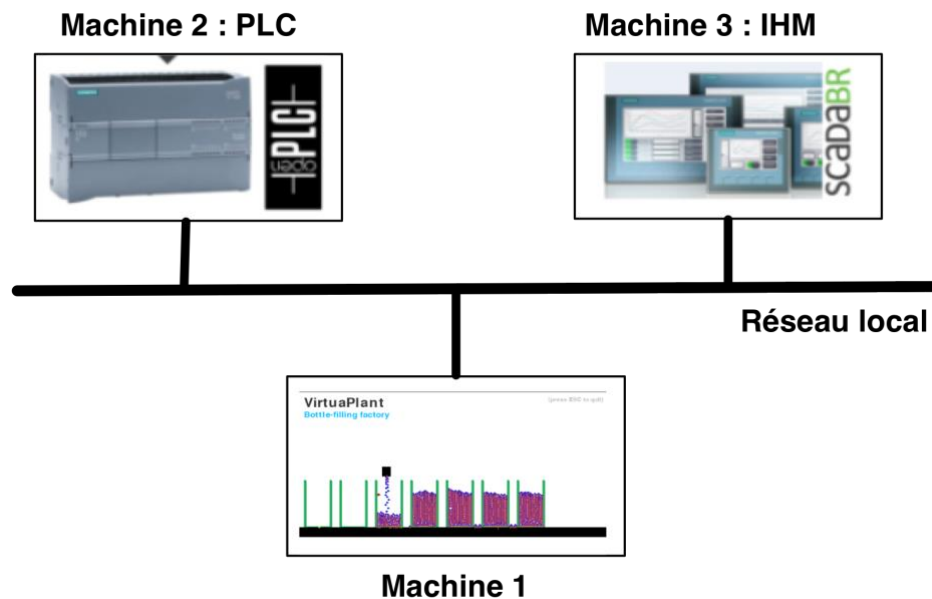 Machine 2 : PLC
Machine 3 : IHM
SIEMENS
open
PLC
scadaBR
Réseau local
VirtuaPlant
(press ESC to quit)
Bottle-filling factory
Machine 1